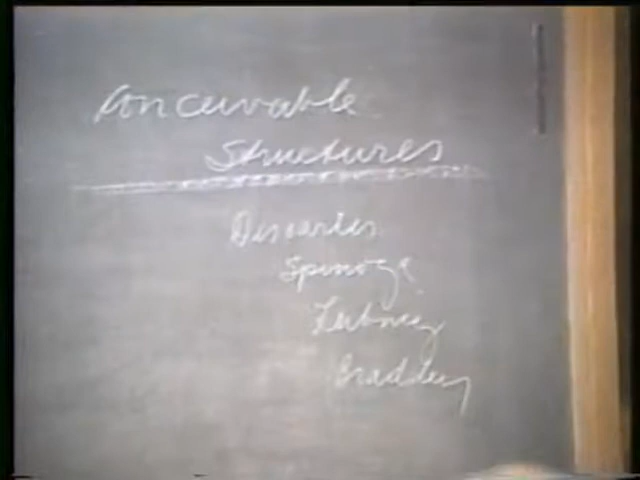 Conceivable
Structures
Descartes
Spinoza
Leibniz
Bradley